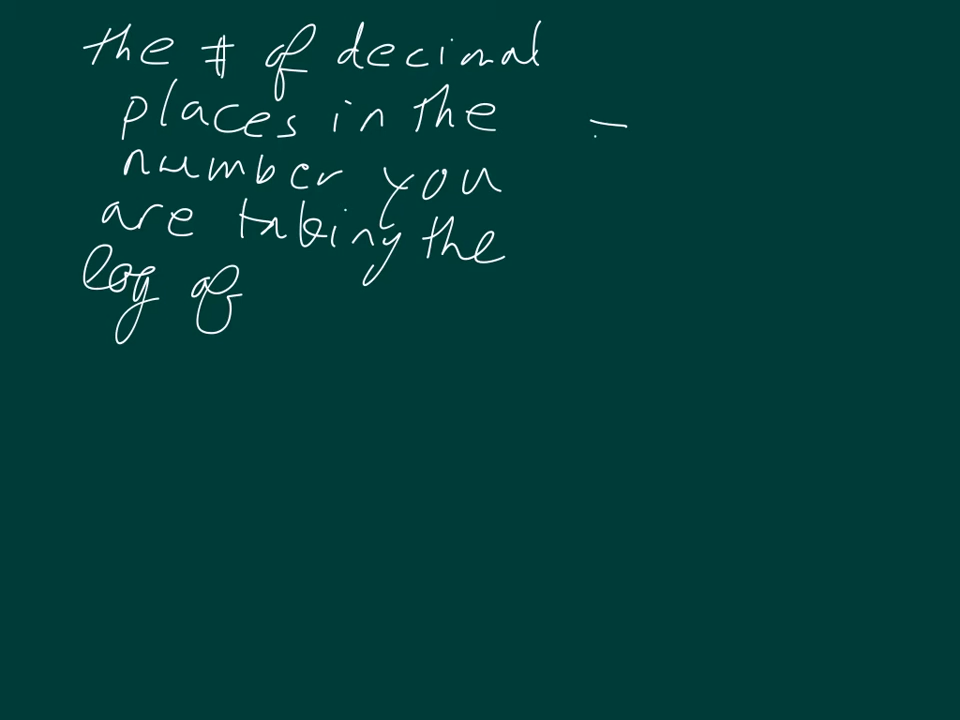 the # of decimal
places in the =
number you
are taking the
log of